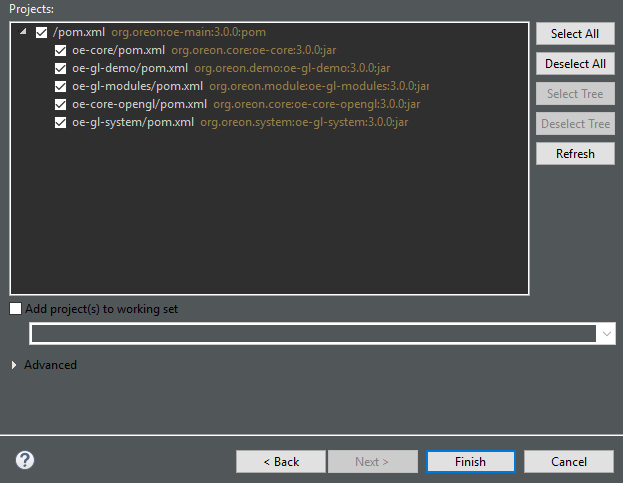 Projects:
/pom.xml org.oreon:oe-main:3.0.0:pom
oe-core/pom.xml org.oreon.core:oe-core:3.0.0:jar
oe-gl-demo/pom.xml org.oreon.demo:oe-gl-demo:3.0.0:jar
oe-gl-modules/pom.xml org.oreon.module:oe-gl-modules:3.0.0:jar
oe-core-opengl/pom.xml org.oreon.core:oe-core-opengl:3.0.0:jar
oe-gl-system/pom.xml org.oreon.system:oe-gl-system:3.0.0:jar
Select All
Deselect All
Select Tree
Deselect Tree
Refresh
Add project(s) to working set
Advanced
?
< Back
Next >
Finish
Cancel